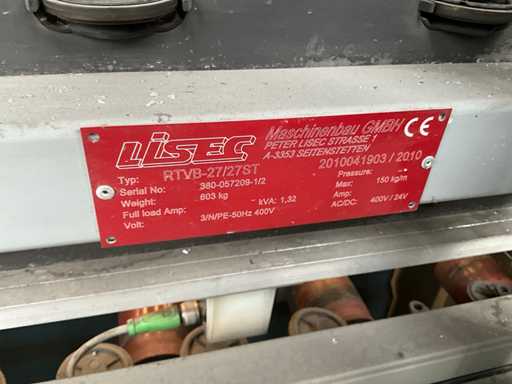 LISEC
Maschinenbau GMBH CE
PETER LISEC STRASSE 1
A-3353 SEITENSTETTEN
Typ: RTVB-27/27ST 2010041903 / 2010
Serial No: 380-057209-1/2 Pressure: -
Weight: 603 kg Max: 150 kg/m
Full load Amp: kVA: 1,32 Amp:
Volt: 3/N/PE-50Hz 400V AC/DC: 400V / 24V